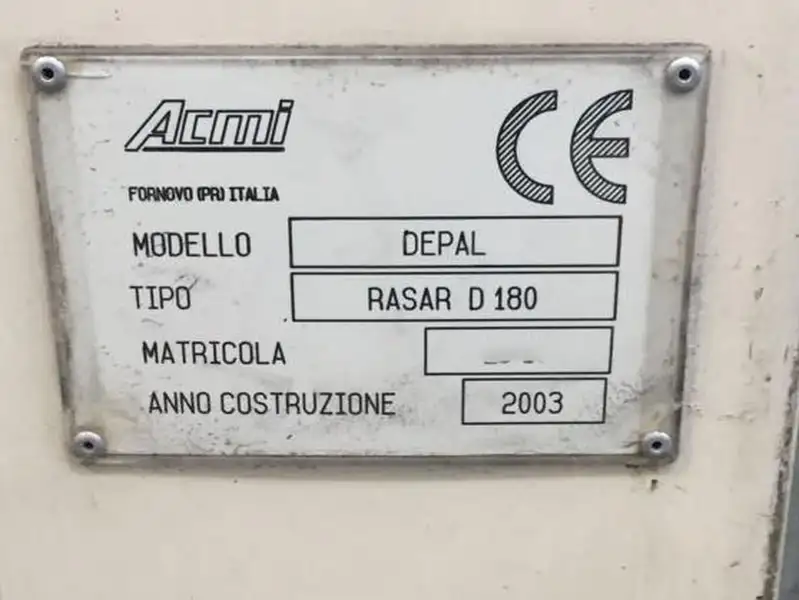 Acmi
CE
FORNOVO (PR) ITALIA
MODELLO DEPAL
TIPO RASAR D 180
MATRICOLA
ANNO COSTRUZIONE 2003